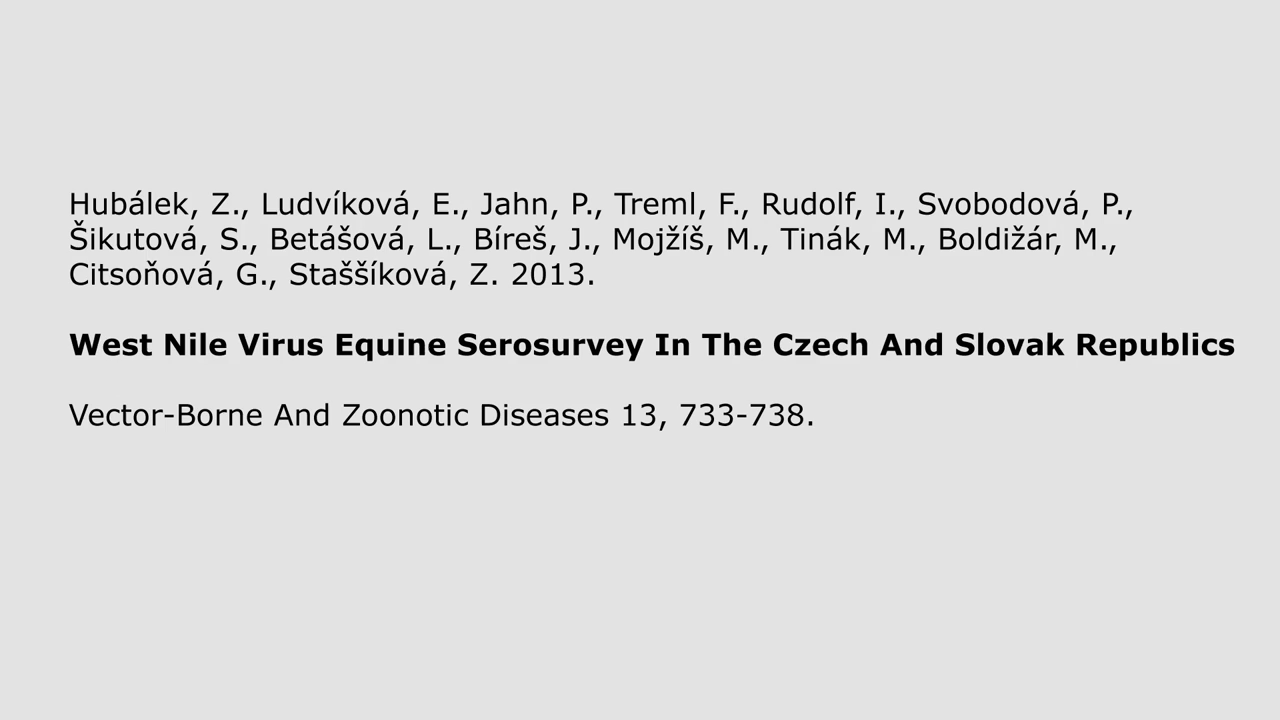 Hubálek, Z., Ludvíková, E., Jahn, P., Treml, F., Rudolf, I., Svobodová, P.,
Šikutová, S., Betášová, L., Bíreš, J., Mojžíš, M., Tinák, M., Boldižár, M.,
Citsoňová, G., Staššíková, Z. 2013.
West Nile Virus Equine Serosurvey In The Czech And Slovak Republics
Vector-Borne And Zoonotic Diseases 13, 733-738.